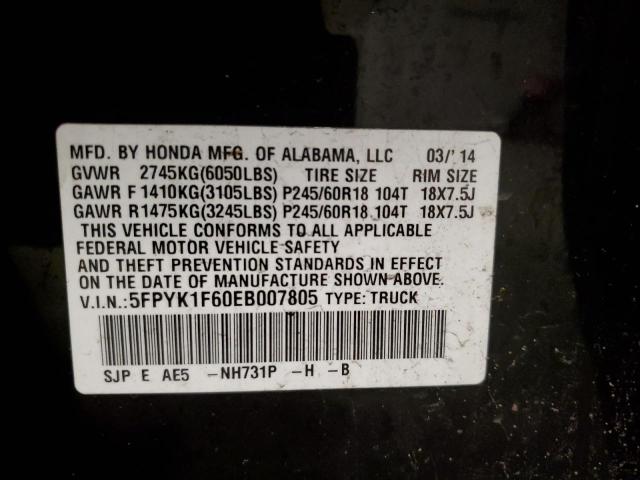 MFD. BY HONDA MFG. OF ALABAMA, LLC 03/'14
GVWR 2745KG(6050LBS) TIRE SIZE RIM SIZE
GAWR F1410KG(3105LBS) P245/60R18 104T 18X7.5J
GAWR R1475KG(3245LBS) P245/60R18 104T 18X7.5J
THIS VEHICLE CONFORMS TO ALL APPLICABLE
FEDERAL MOTOR VEHICLE SAFETY
AND THEFT PREVENTION STANDARDS IN EFFECT
ON THE DATE OF MANUFACTURE SHOWN ABOVE.
V.I.N.:5FPYK1F60EB007805 TYPE:TRUCK
SJP E AE5 -NH731P -H -B